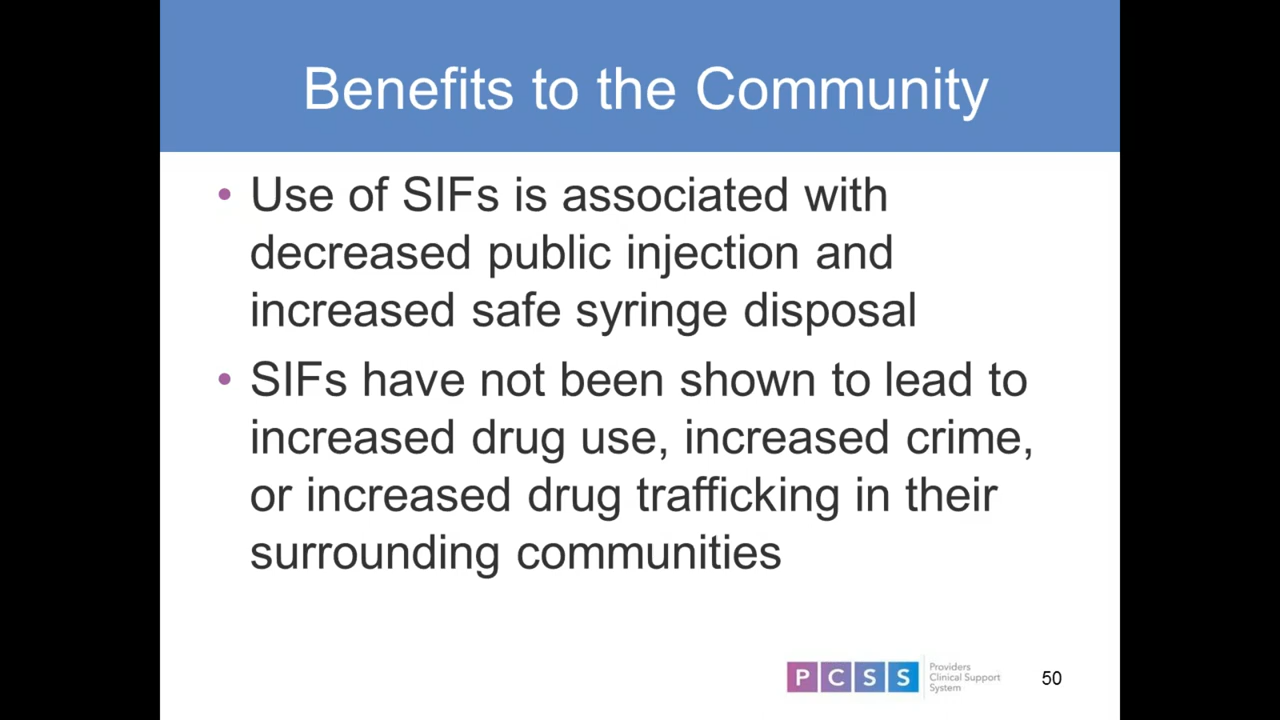 Benefits to the Community
• Use of SIFs is associated with
decreased public injection and
increased safe syringe disposal
• SIFs have not been shown to lead to
increased drug use, increased crime,
or increased drug trafficking in their
surrounding communities
PCSS
Providers
Clinical Support
System
50